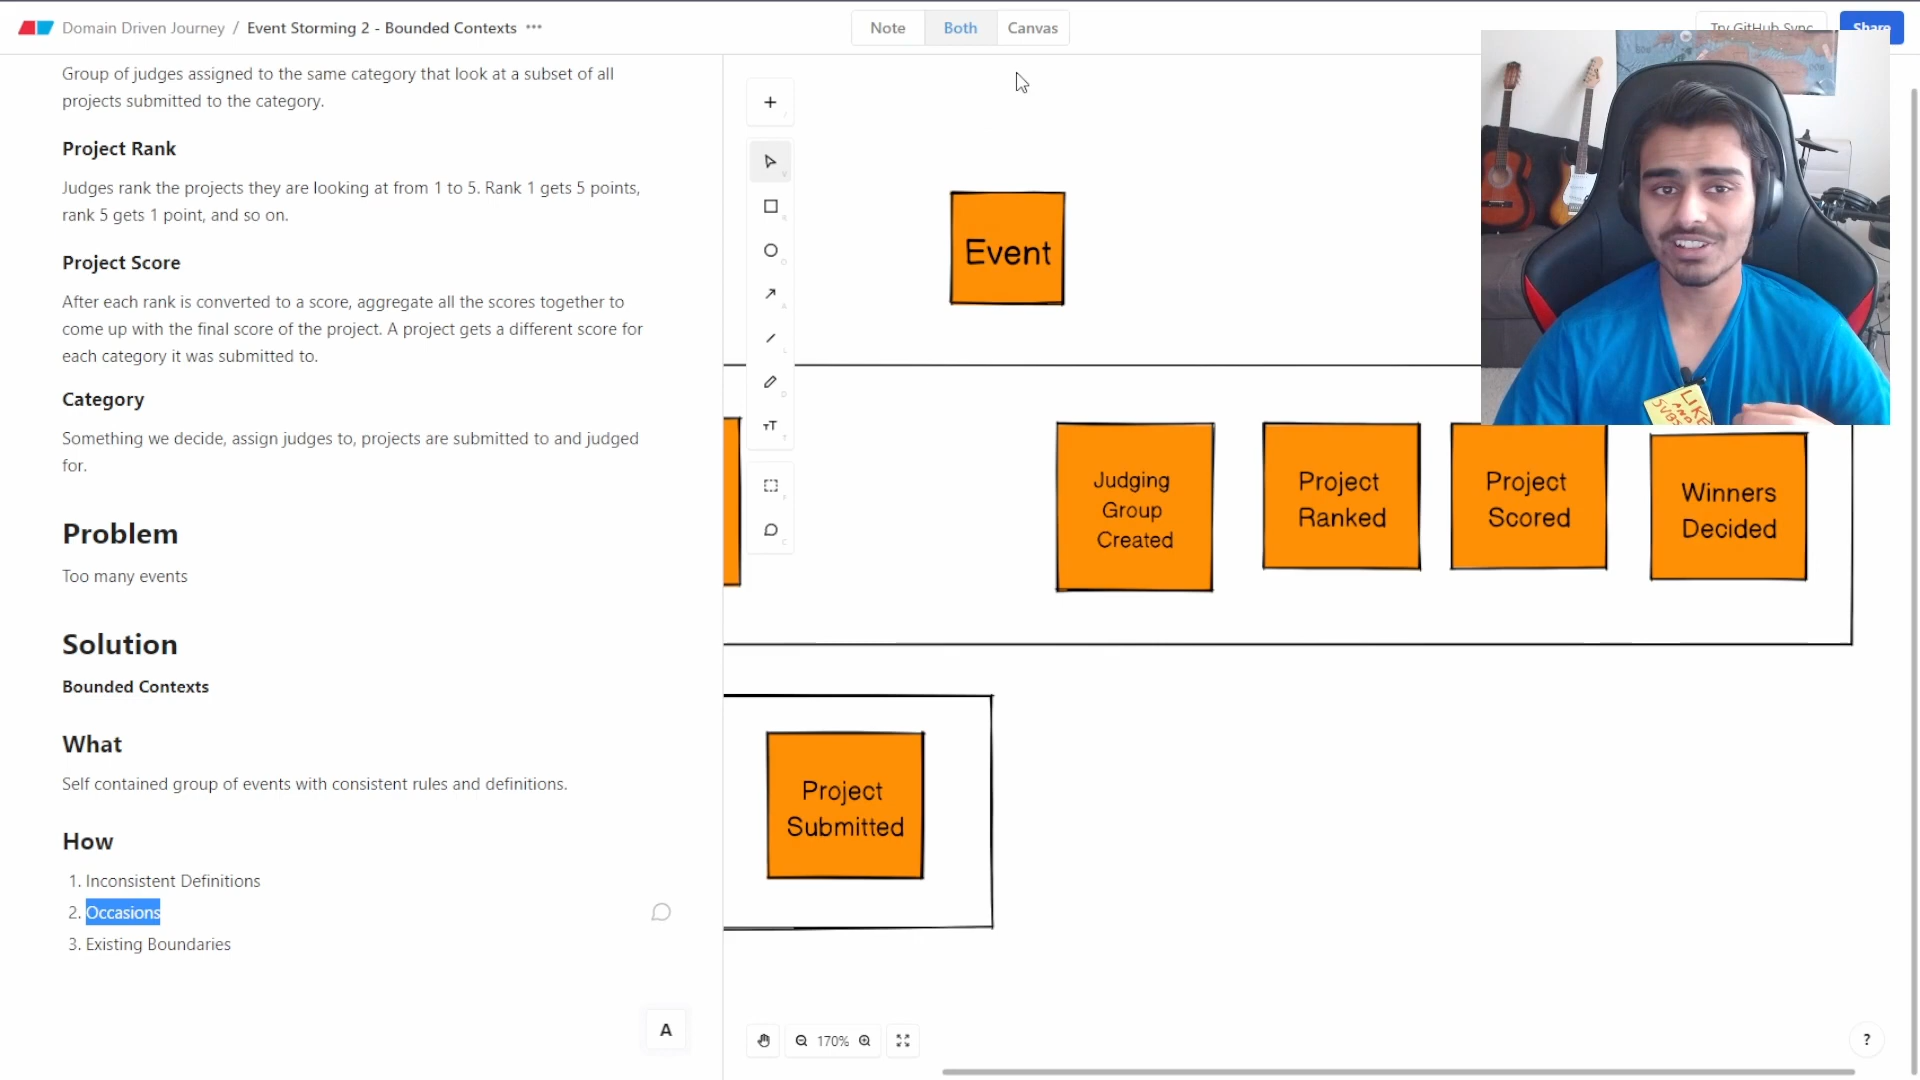 Domain Driven Journey / Event Storming 2 - Bounded Contexts •••
Note
Both
Canvas
Try GitHub Sync
Share
Group of judges assigned to the same category that look at a subset of all
projects submitted to the category.
Project Rank
Judges rank the projects they are looking at from 1 to 5. Rank 1 gets 5 points,
rank 5 gets 1 point, and so on.
Project Score
After each rank is converted to a score, aggregate all the scores together to
come up with the final score of the project. A project gets a different score for
each category it was submitted to.
Category
Something we decide, assign judges to, projects are submitted to and judged
for.
Problem
Too many events
Solution
Bounded Contexts
What
Self contained group of events with consistent rules and definitions.
How
1. Inconsistent Definitions
2. Occasions
3. Existing Boundaries
A
Event
Judging
Group
Created
Project
Ranked
Project
Scored
Winners
Decided
Project
Submitted
LIKE
AND
TT
170%
?